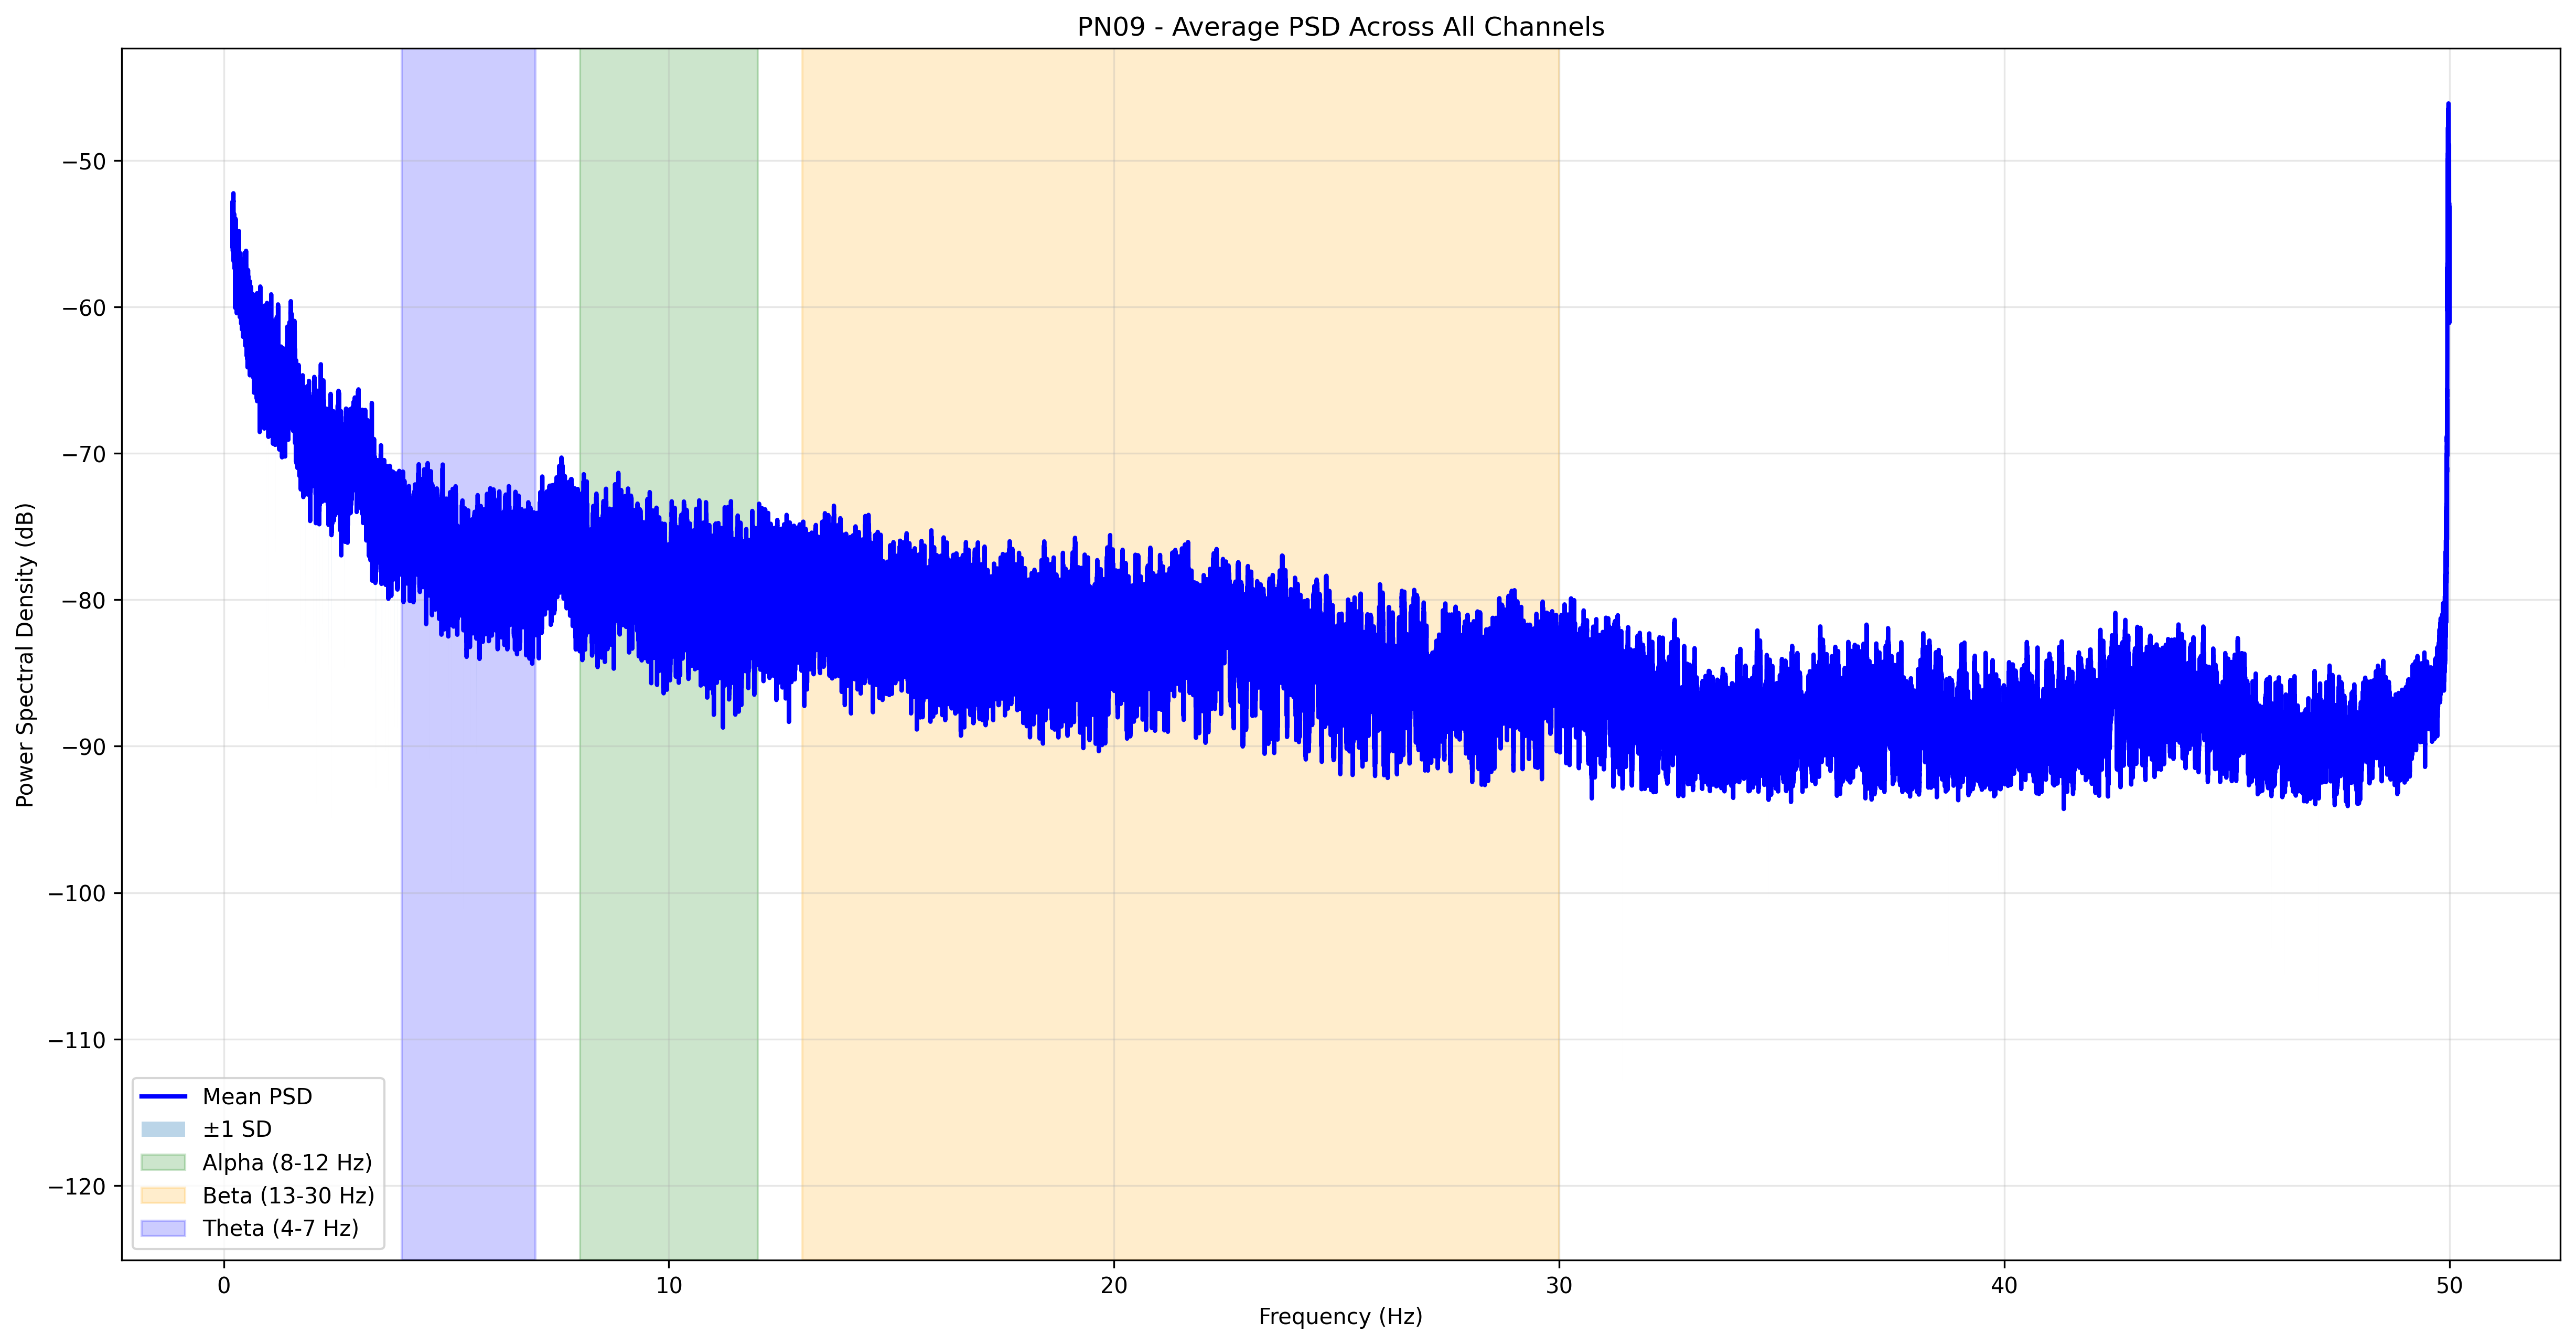 PN09 - Average PSD Across All Channels
Power Spectral Density (dB)
−50
−60
−70
−80
−90
−100
−110
−120
Mean PSD
±1 SD
Alpha (8-12 Hz)
Beta (13-30 Hz)
Theta (4-7 Hz)
0
10
20
30
40
50
Frequency (Hz)